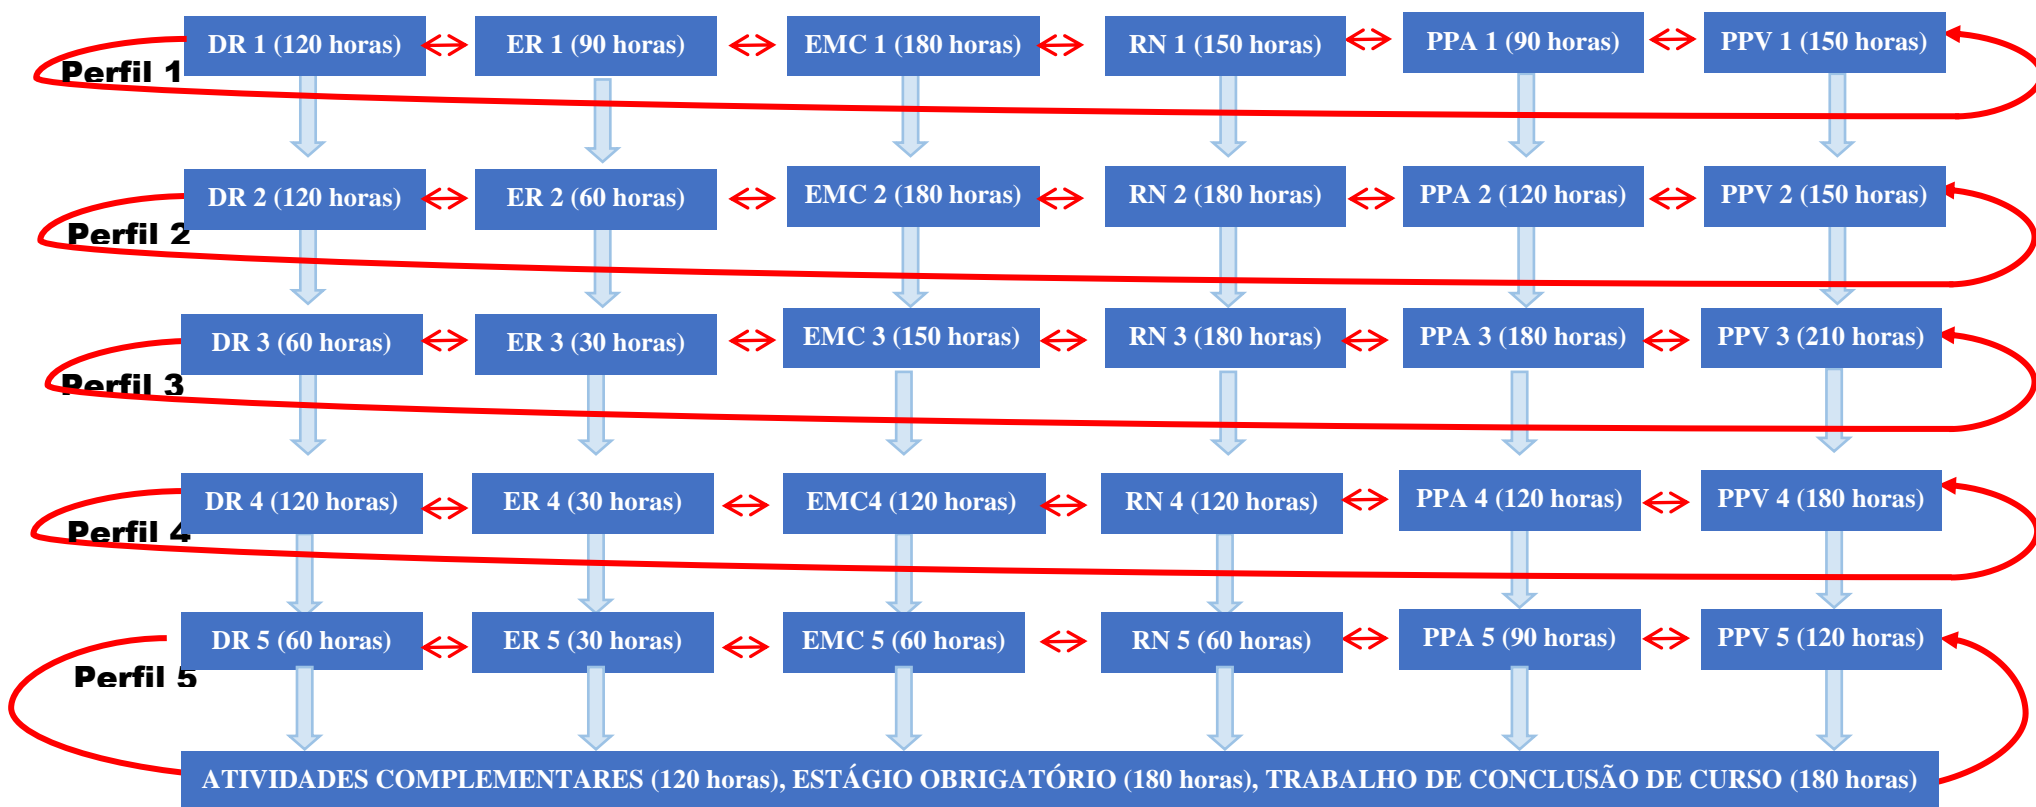 DR 1 (120 horas) ER 1 (90 horas) EMC 1 (180 horas) RN 1 (150 horas) PPA 1 (90 horas) PPV 1 (150 horas)
Perfil 1
DR 2 (120 horas) ER 2 (60 horas) EMC 2 (180 horas) RN 2 (180 horas) PPA 2 (120 horas) PPV 2 (150 horas)
Perfil 2
DR 3 (60 horas) ER 3 (30 horas) EMC 3 (150 horas) RN 3 (180 horas) PPA 3 (180 horas) PPV 3 (210 horas)
Perfil 3
DR 4 (120 horas) ER 4 (30 horas) EMC4 (120 horas) RN 4 (120 horas) PPA 4 (120 horas) PPV 4 (180 horas)
Perfil 4
DR 5 (60 horas) ER 5 (30 horas) EMC 5 (60 horas) RN 5 (60 horas) PPA 5 (90 horas) PPV 5 (120 horas)
Perfil 5
ATIVIDADES COMPLEMENTARES (120 horas), ESTÁGIO OBRIGATÓRIO (180 horas), TRABALHO DE CONCLUSÃO DE CURSO (180 horas)